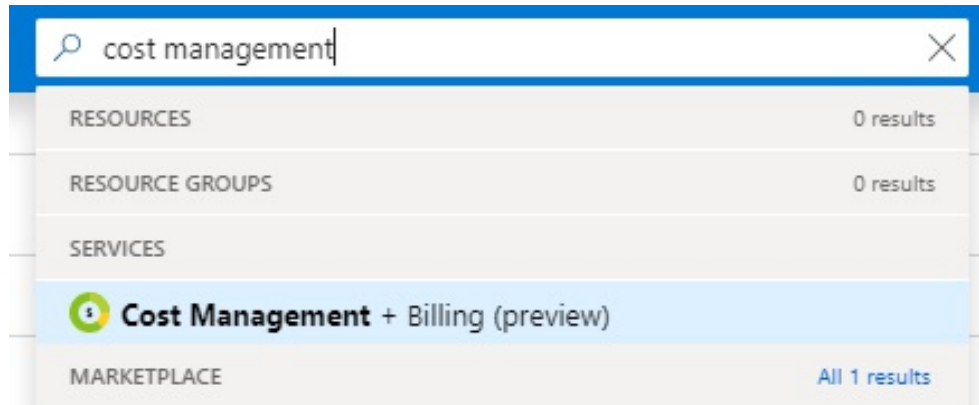 cost management
RESOURCES 0 results
RESOURCE GROUPS 0 results
SERVICES
$ Cost Management + Billing (preview)
MARKETPLACE All 1 results